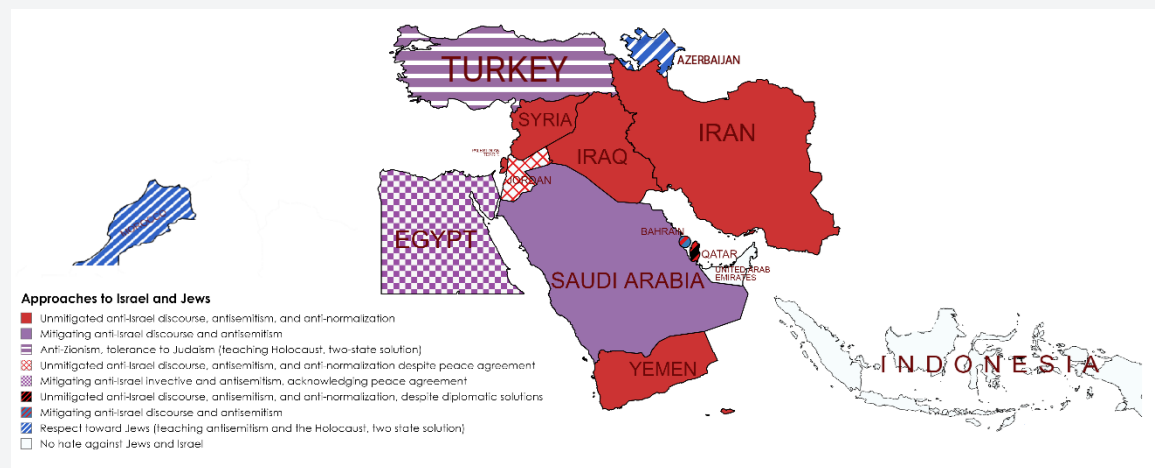 TURKEY
AZERBAIJAN
SYRIA
IRAN
IRAQ
JORDAN
EGYPT
BAHRAIN
QATAR
UNITED ARAB
EMIRATES
SAUDI ARABIA
YEMEN
INDONESIA
Approaches to Israel and Jews
Unmitigated anti-Israel discourse, antisemitism, and anti-normalization
Mitigating anti-Israel discourse and antisemitism
Anti-Zionism, tolerance to Judaism (teaching Holocaust, two-state solution)
Unmitigated anti-Israel discourse, antisemitism, and anti-normalization despite peace agreement
Mitigating anti-Israel invective and antisemitism, acknowledging peace agreement
Unmitigated anti-Israel discourse, antisemitism, and anti-normalization, despite diplomatic solutions
Mitigating anti-Israel discourse and antisemitism
Respect toward Jews (teaching antisemitism and the Holocaust, two state solution)
No hate against Jews and Israel